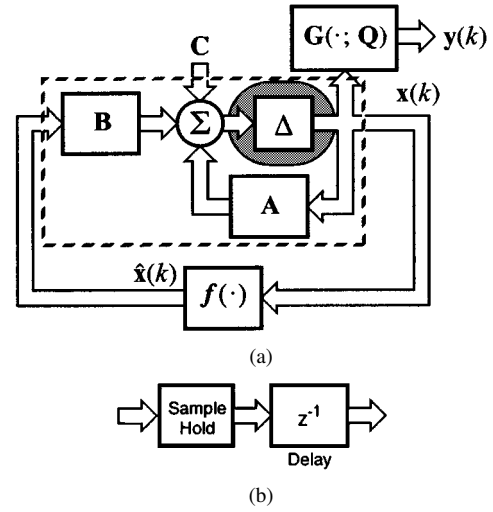 G(·; Q)
y(k)
C
x(k)
B
Σ
Δ
A
x̂(k)
f(·)
(a)
Sample
Hold
z⁻¹
Delay
(b)